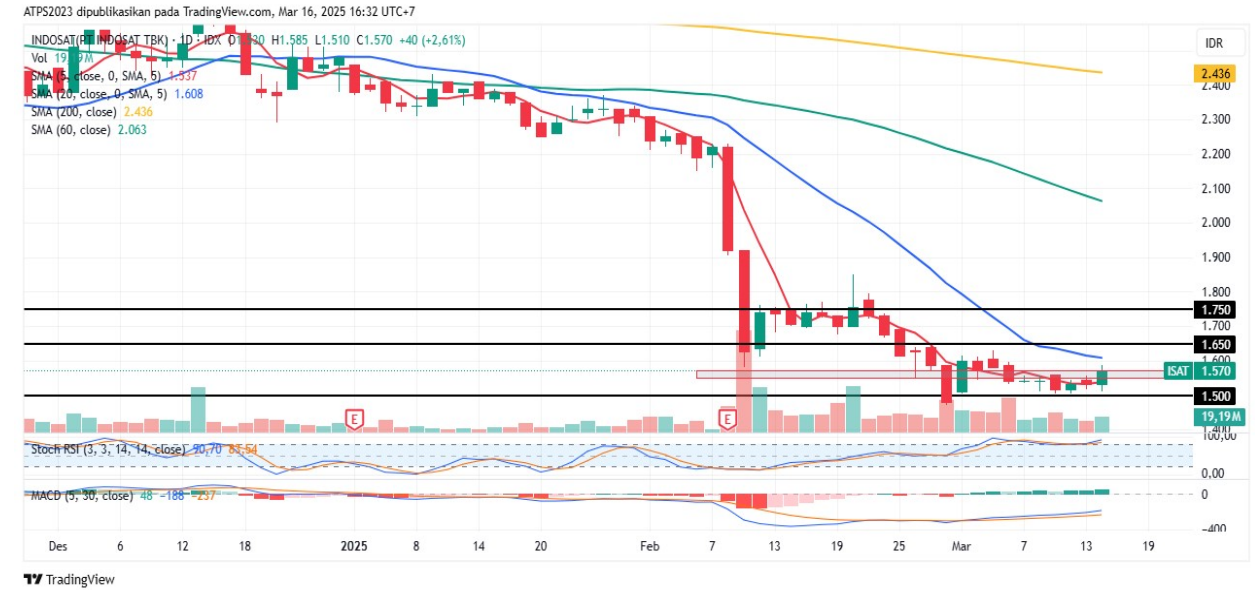 ATPS2023 dipublikasikan pada TradingView.com, Mar 16, 2025 16:32 UTC+7
INDOSAT(PT INDOSAT TBK) · 1D · IDX O1.530 H1.585 L1.510 C1.570 +40 (+2,61%)
IDR
Vol 19,19M
SMA (5, close, 0, SMA, 5) 1.537
SMA (20, close, 0, SMA, 5) 1.608
SMA (200, close) 2.436
SMA (60, close) 2.063
2.436
2.400
2.300
2.200
2.100
2.000
1.900
1.800
1.750
1.700
1.650
1.600
ISAT 1.570
1.500
19,19M
1.400
E
E
100,00
Stoch RSI (3, 3, 14, 14, close) 90,70 83,64
0,00
MACD (5, 30, close) 48 −188 −237
0
−400
Des 6 12 18 2025 8 14 20 Feb 7 13 19 25 Mar 7 13 19
TradingView